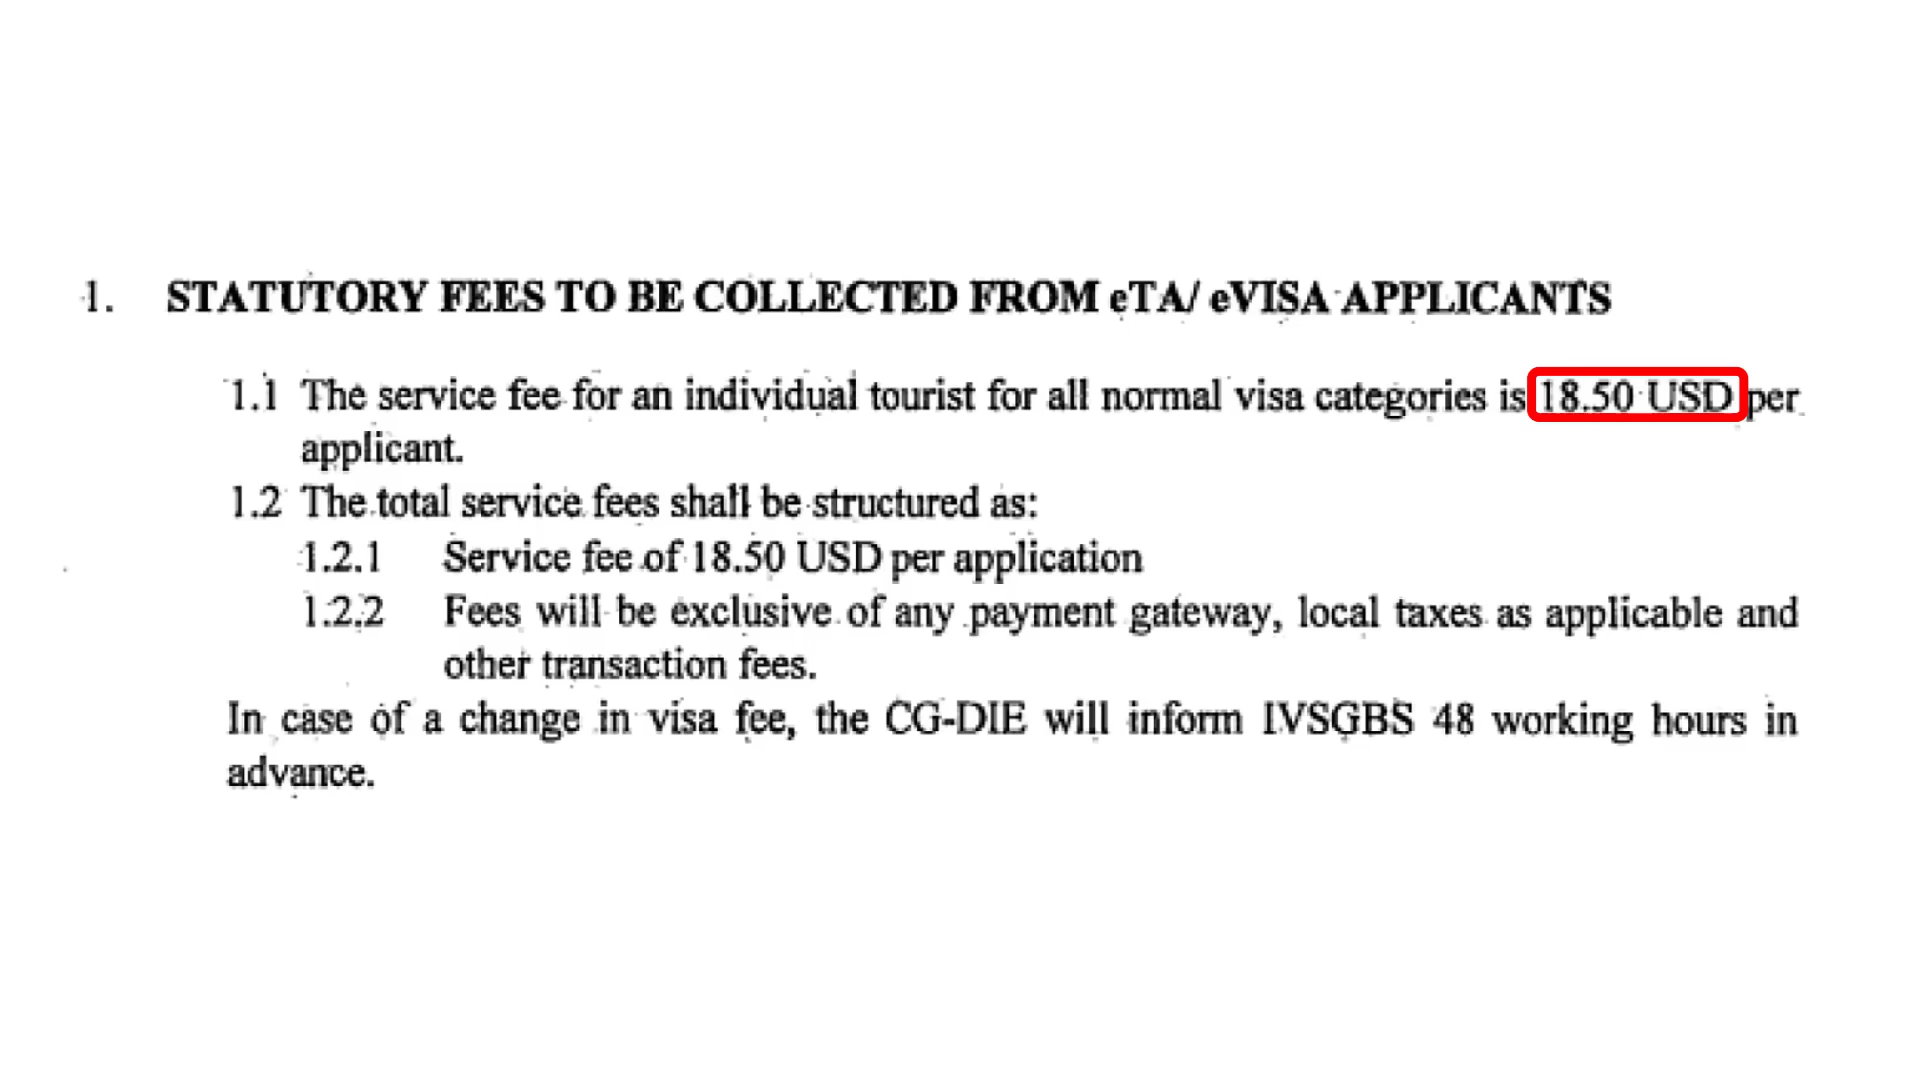 1. STATUTORY FEES TO BE COLLECTED FROM eTA/ eVISA APPLICANTS
1.1 The service fee for an individual tourist for all normal visa categories is 18.50 USD per
applicant.
1.2 The total service fees shall be structured as:
1.2.1 Service fee of 18.50 USD per application
1.2.2 Fees will be exclusive of any payment gateway, local taxes as applicable and
other transaction fees.
In case of a change in visa fee, the CG-DIE will inform IVSGBS 48 working hours in
advance.